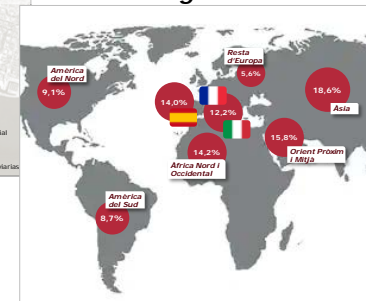 Resta
d'Europa
5,6%
Amèrica
del Nord
9,1%
18,6%
Àsia
14,0%
12,2%
15,8%
Orient Pròxim
i Mitjà
14,2%
Àfrica Nord i
Occidental
Amèrica
del Sud
8,7%